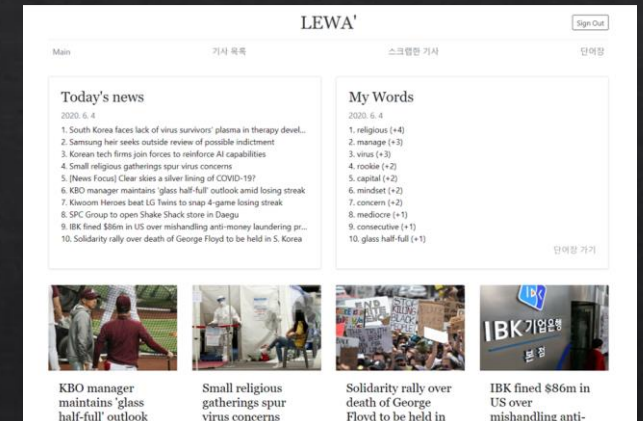 LEWA'
Sign Out
Main
기사 목록
스크랩한 기사
단어장
Today's news
2020. 6. 4
1. South Korea faces lack of virus survivors' plasma in therapy devel...
2. Samsung heir seeks outside review of possible indictment
3. Korean tech firms join forces to reinforce AI capabilities
4. Small religious gatherings spur virus concerns
5. [News Focus] Clear skies a silver lining of COVID-19?
6. KBO manager maintains 'glass half-full' outlook amid losing streak
7. Kiwoom Heroes beat LG Twins to snap 4-game losing streak
8. SPC Group to open Shake Shack store in Daegu
9. IBK fined $86m in US over mishandling anti-money laundering pr...
10. Solidarity rally over death of George Floyd to be held in S. Korea
My Words
2020. 6. 4
1. religious (+4)
2. manage (+3)
3. virus (+3)
4. rookie (+2)
5. capital (+2)
6. mindset (+2)
7. concern (+2)
8. mediocre (+1)
9. consecutive (+1)
10. glass half-full (+1)
단어장 가기
IBK 기업은행
본 점
KBO manager
maintains 'glass
half-full' outlook
Small religious
gatherings spur
virus concerns
Solidarity rally over
death of George
Floyd to be held in
IBK fined $86m in
US over
mishandling anti-